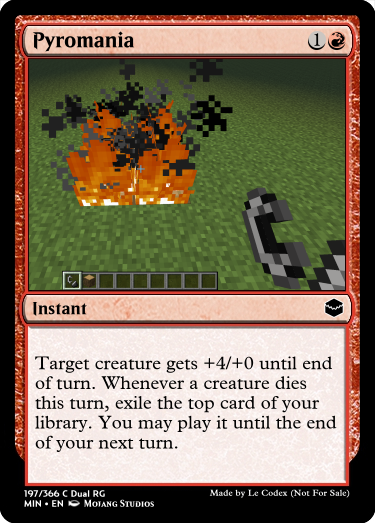 Pyromania 1
Instant
Target creature gets +4/+0 until end
of turn. Whenever a creature dies
this turn, exile the top card of your
library. You may play it until the end
of your next turn.
197/366 C Dual RG Made by Le Codex (Not For Sale)
MIN • EN Mojang Studios